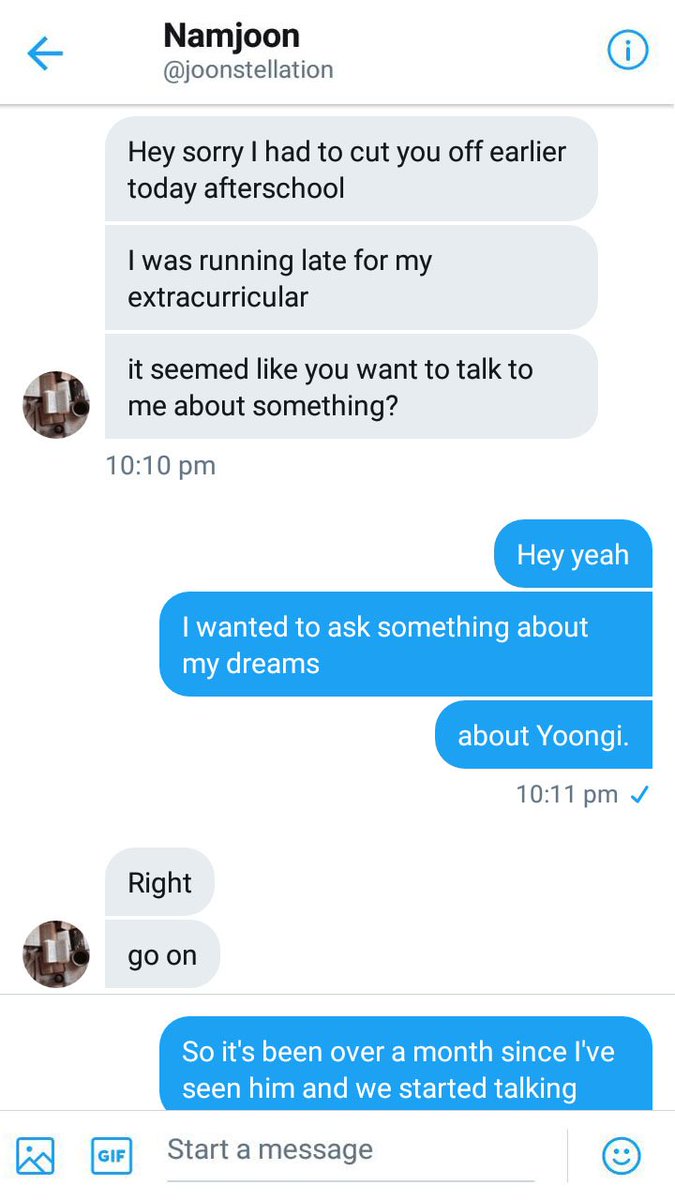 Namjoon
@joonstellation
Hey sorry I had to cut you off earlier
today afterschool
I was running late for my
extracurricular
it seemed like you want to talk to
me about something?
10:10 pm
Hey yeah
I wanted to ask something about
my dreams
about Yoongi.
10:11 pm
Right
go on
So it's been over a month since I've
seen him and we started talking
GIF
Start a message